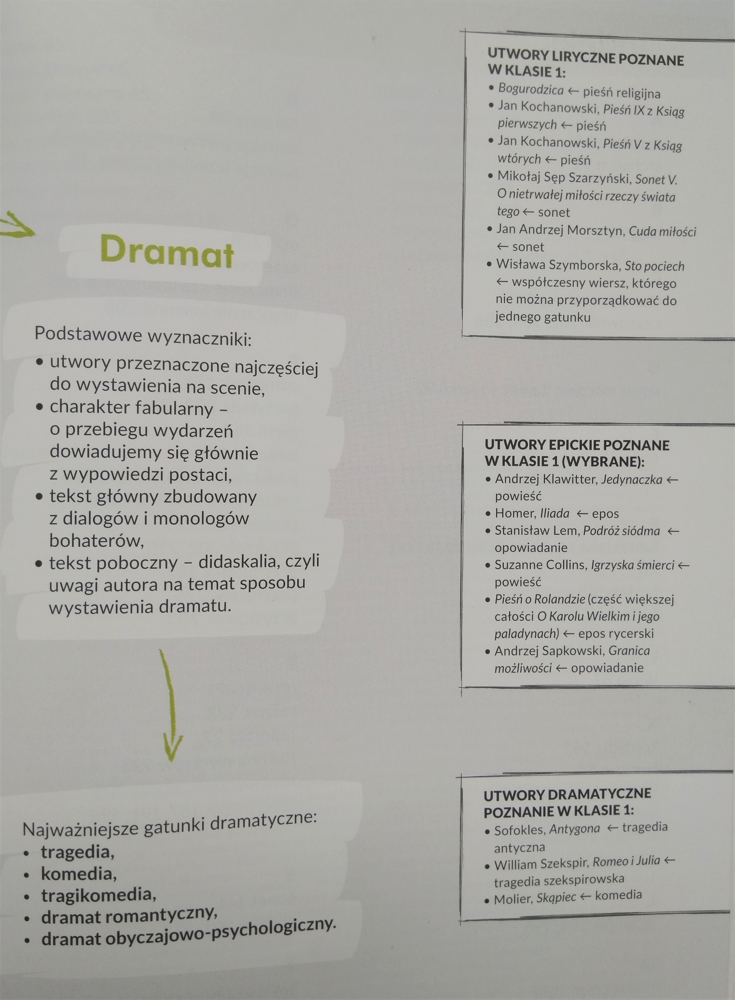 Dramat
Podstawowe wyznaczniki:
• utwory przeznaczone najczęściej
do wystawienia na scenie,
• charakter fabularny –
o przebiegu wydarzeń
dowiadujemy się głównie
z wypowiedzi postaci,
• tekst główny zbudowany
z dialogów i monologów
bohaterów,
• tekst poboczny – didaskalia, czyli
uwagi autora na temat sposobu
wystawienia dramatu.
Najważniejsze gatunki dramatyczne:
• tragedia,
• komedia,
• tragikomedia,
• dramat romantyczny,
• dramat obyczajowo-psychologiczny.
UTWORY LIRYCZNE POZNANE
W KLASIE 1:
• Bogurodzica ← pieśń religijna
• Jan Kochanowski, Pieśń IX z Ksiąg
pierwszych ← pieśń
• Jan Kochanowski, Pieśń V z Ksiąg
wtórych ← pieśń
• Mikołaj Sęp Szarzyński, Sonet V.
O nietrwałej miłości rzeczy świata
tego ← sonet
• Jan Andrzej Morsztyn, Cuda miłości
← sonet
• Wisława Szymborska, Sto pociech
← współczesny wiersz, którego
nie można przyporządkować do
jednego gatunku
UTWORY EPICKIE POZNANE
W KLASIE 1 (WYBRANE):
• Andrzej Klawitter, Jedynaczka ←
powieść
• Homer, Iliada ← epos
• Stanisław Lem, Podróż siódma ←
opowiadanie
• Suzanne Collins, Igrzyska śmierci ←
powieść
• Pieśń o Rolandzie (część większej
całości O Karolu Wielkim i jego
paladynach) ← epos rycerski
• Andrzej Sapkowski, Granica
możliwości ← opowiadanie
UTWORY DRAMATYCZNE
POZNANIE W KLASIE 1:
• Sofokles, Antygona ← tragedia
antyczna
• William Szekspir, Romeo i Julia ←
tragedia szekspirowska
• Molier, Skąpiec ← komedia